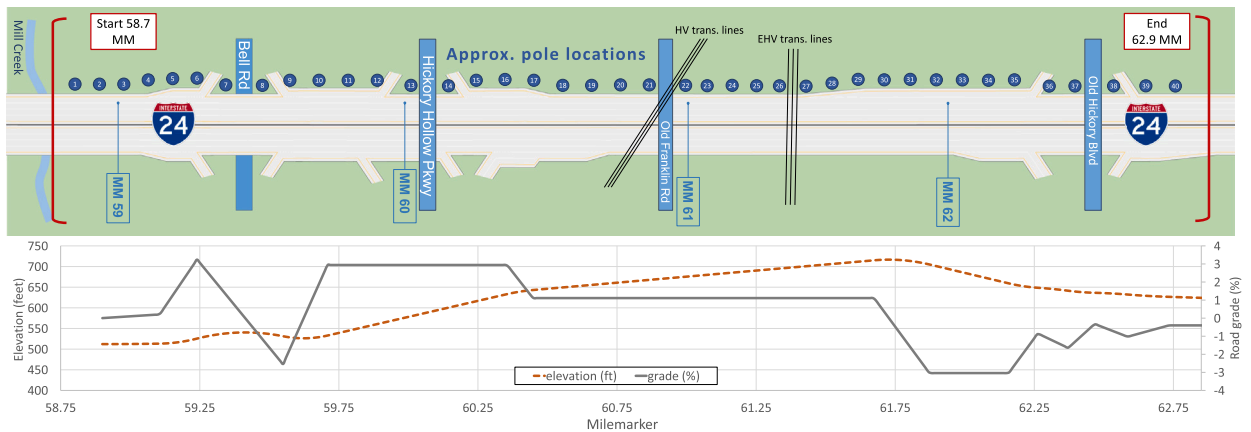 Mill Creek
Start 58.7
MM
Bell Rd
Hickory Hollow Pkwy
Approx. pole locations
HV trans. lines
EHV trans. lines
Old Franklin Rd
Old Hickory Blvd
End
62.9 MM
1 2 3 4 5 6 7 8 9 10 11 12 13 14 15 16 17 18 19 20 21 22 23 24 25 26 27 28 29 30 31 32 33 34 35 36 37 38 39 40
INTERSTATE
24
INTERSTATE
24
MM 59
MM 60
MM 61
MM 62
Elevation (feet)
750
700
650
600
550
500
450
400
4
3
2
1
0
-1
-2
-3
-4
Road grade (%)
elevation (ft) grade (%)
58.75 59.25 59.75 60.25 60.75 61.25 61.75 62.25 62.75
Milemarker